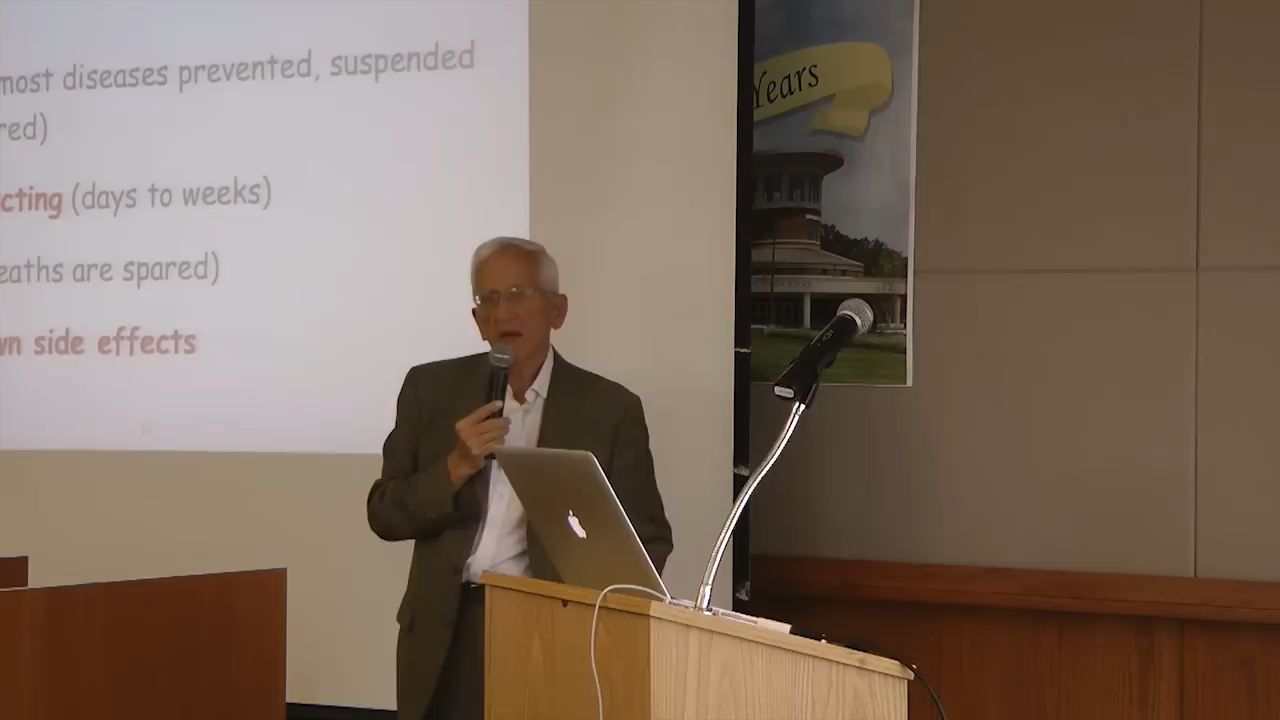 most diseases prevented, suspended
red)
cting (days to weeks)
eaths are spared)
wn side effects
Years